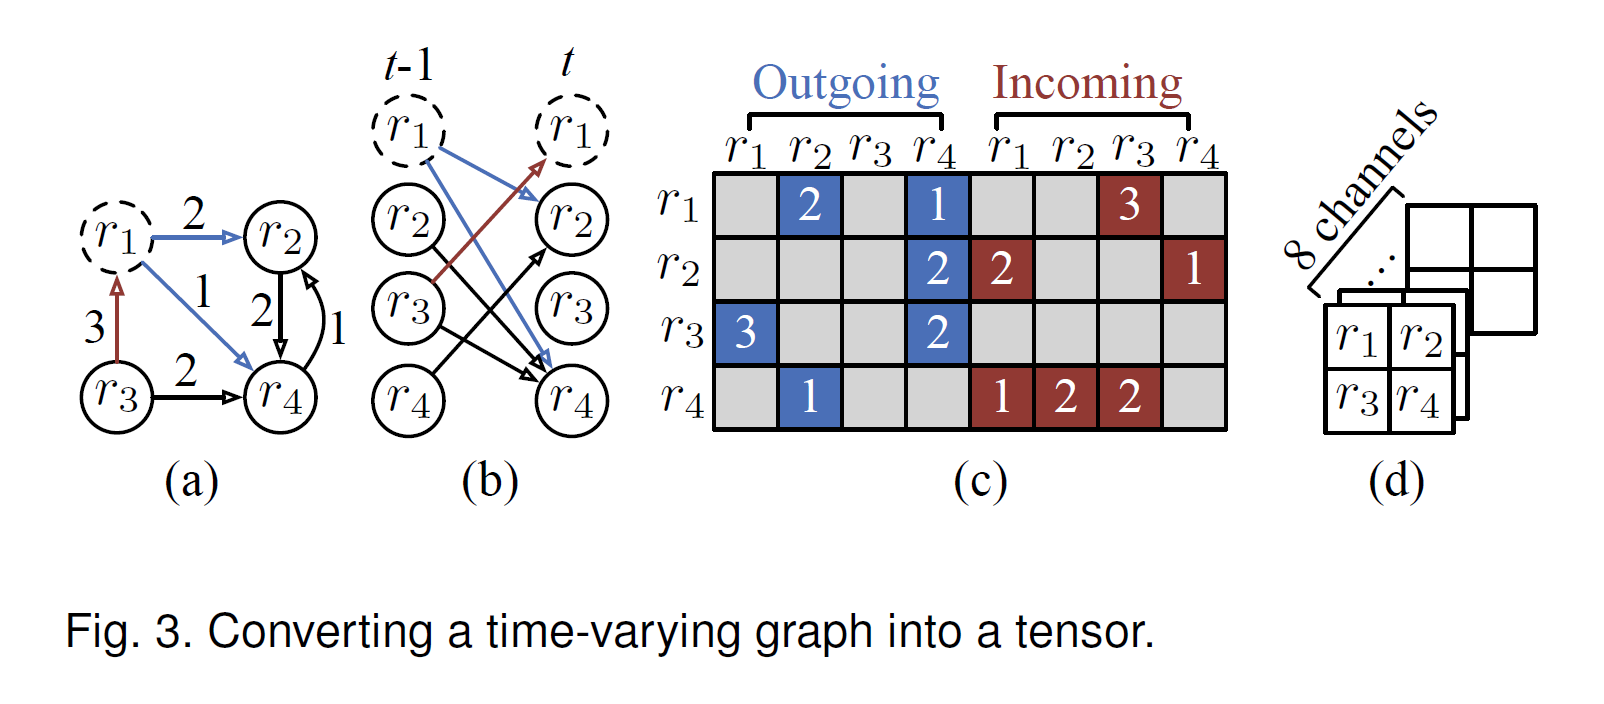 t-1 t
Outgoing Incoming
r1 r2 r3 r4 r1 r2 r3 r4
r1 2 1 3
r2 2 2 1
r3 3 2
r4 1 1 2 2
r1 2 r2
3 1 2 1
r3 2 r4
r1 r1
r2 r2
r3 r3
r4 r4
8 channels
...
r1 r2
r3 r4
(a) (b) (c) (d)
Fig. 3. Converting a time-varying graph into a tensor.